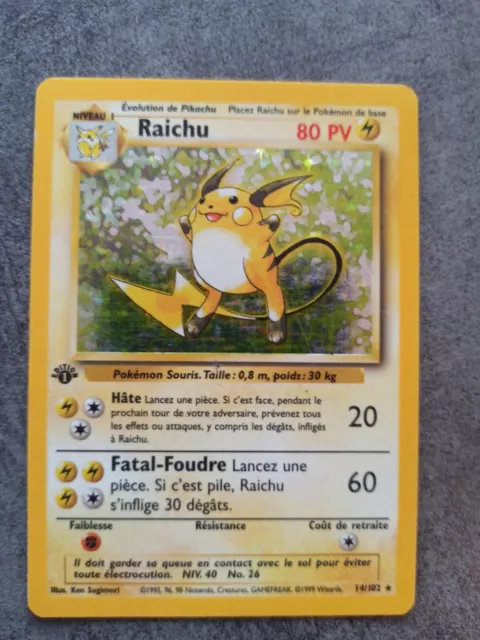 Évolution de Pikachu Placez Raichu sur le Pokémon de base
NIVEAU 1
Raichu 80 PV
EDITION
1
Pokémon Souris. Taille : 0,8 m, poids : 30 kg
Hâte Lancez une pièce. Si c'est face, pendant le
prochain tour de votre adversaire, prévenez tous
les effets ou attaques, y compris les dégâts, infligés
à Raichu.
20
Fatal-Foudre Lancez une
pièce. Si c'est pile, Raichu
s'inflige 30 dégâts.
60
Faiblesse Résistance Coût de retraite
Il doit garder sa queue en contact avec le sol pour éviter
toute électrocution. NIV. 40 No. 26
Illus. Ken Sugimori ©1995, 96, 98 Nintendo, Creatures, GAMEFREAK. ©1999 Wizards. 14/102 ★